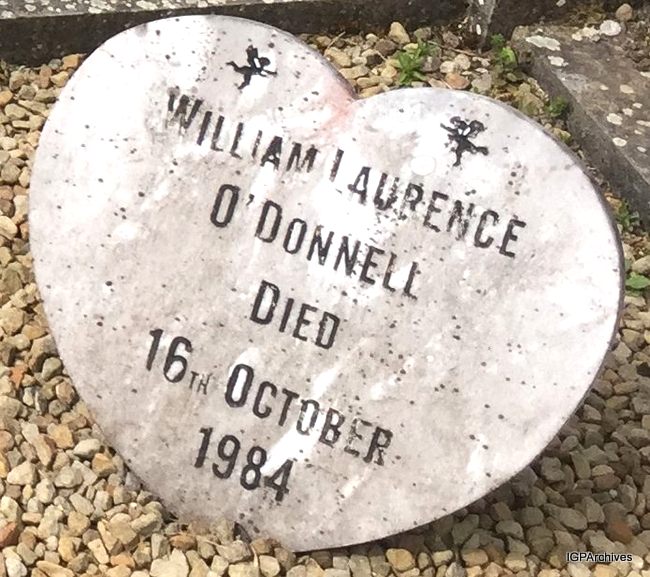 WILLIAM LAURENCE
O'DONNELL
DIED
16TH OCTOBER
1984
IGPArchives